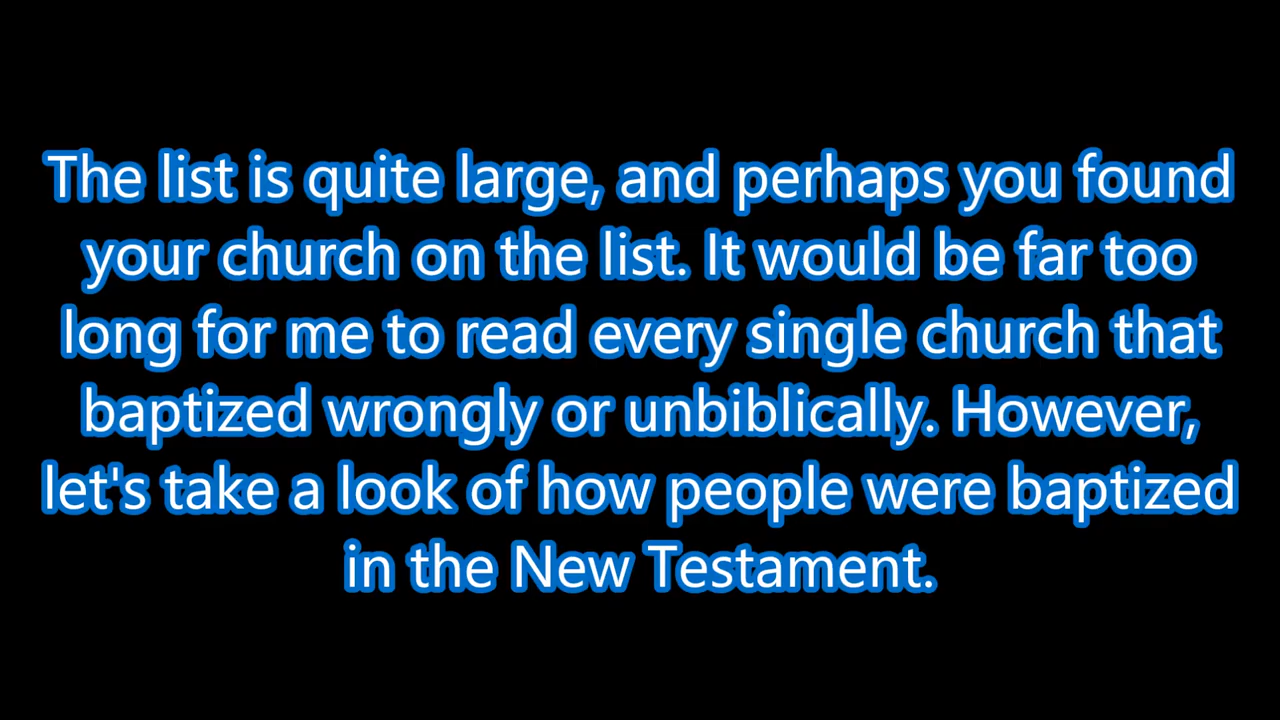 The list is quite large, and perhaps you found
your church on the list. It would be far too
long for me to read every single church that
baptized wrongly or unbiblically. However,
let's take a look of how people were baptized
in the New Testament.